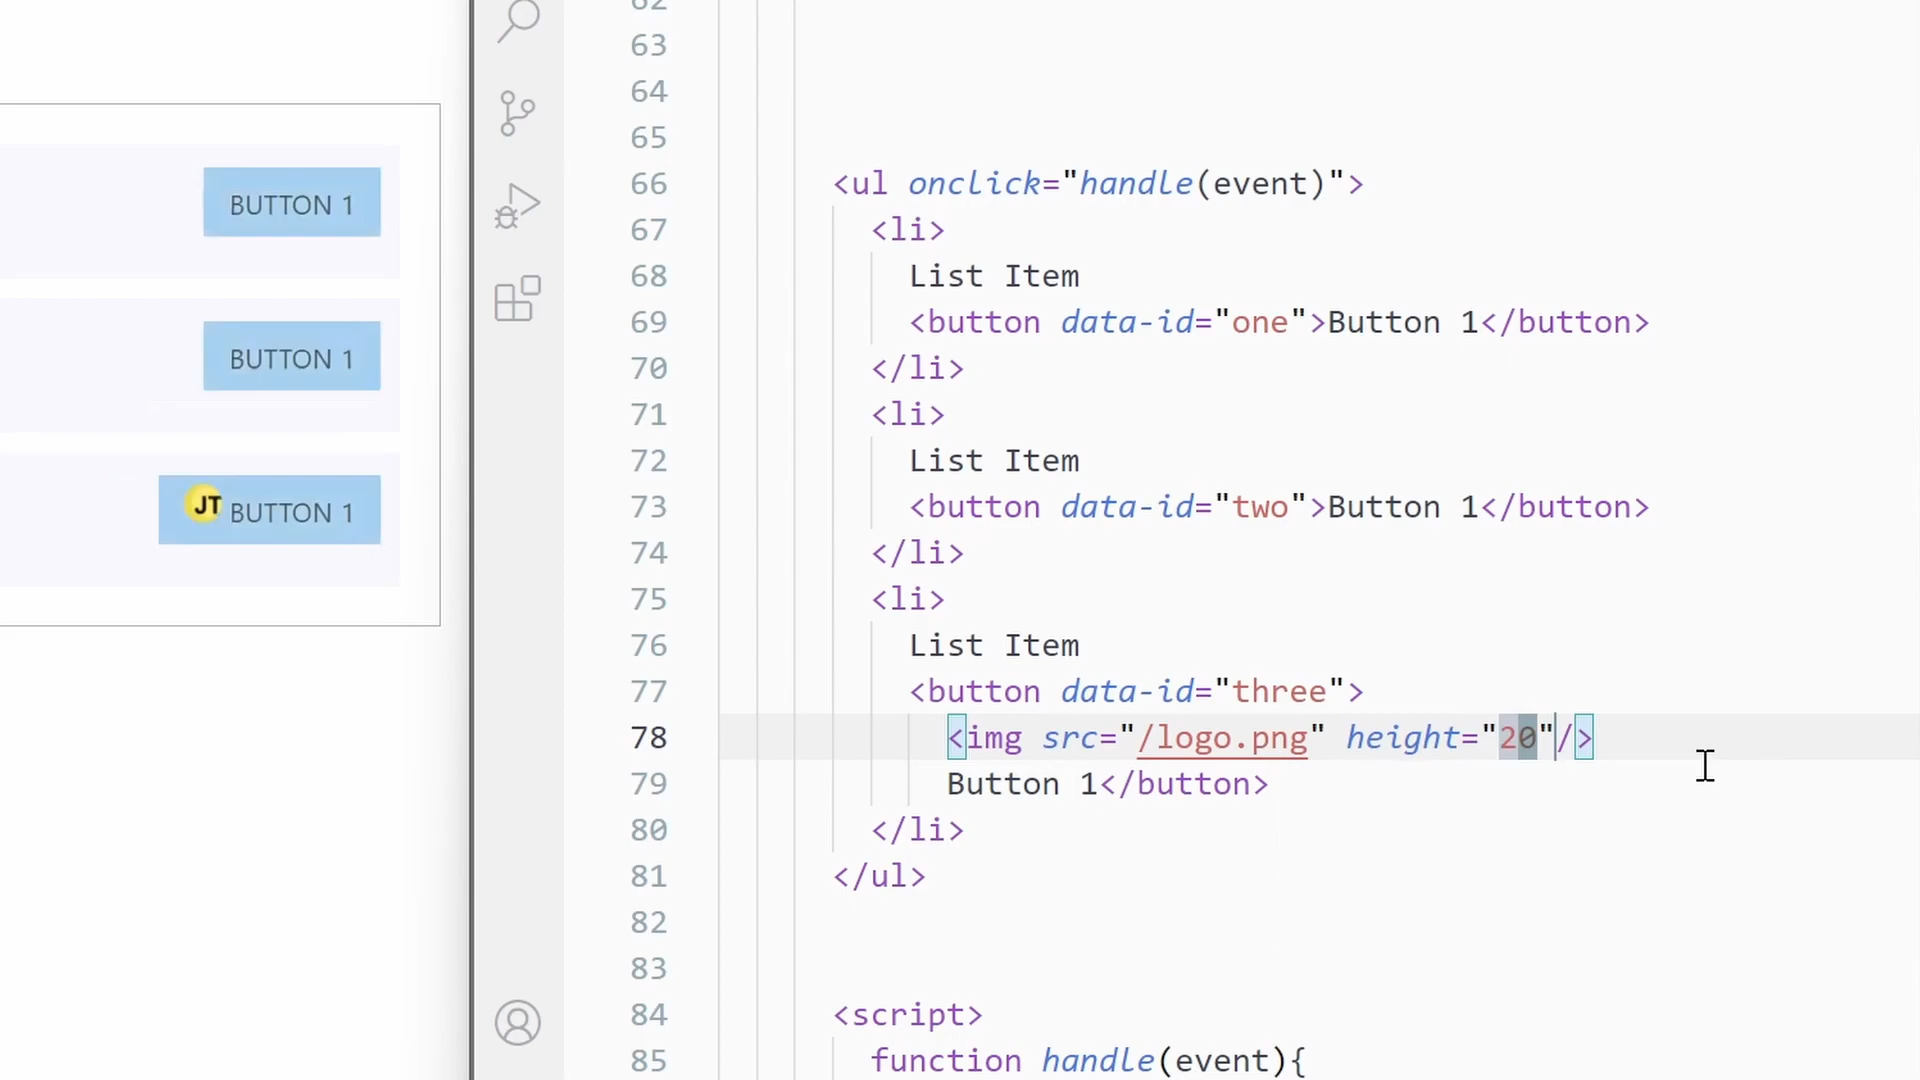 BUTTON 1
BUTTON 1
JT BUTTON 1
62
63
64
65
66 <ul onclick="handle(event)">
67 <li>
68 List Item
69 <button data-id="one">Button 1</button>
70 </li>
71 <li>
72 List Item
73 <button data-id="two">Button 1</button>
74 </li>
75 <li>
76 List Item
77 <button data-id="three">
78 <img src="/logo.png" height="20"/>
79 Button 1</button>
80 </li>
81 </ul>
82
83
84 <script>
85 function handle(event){